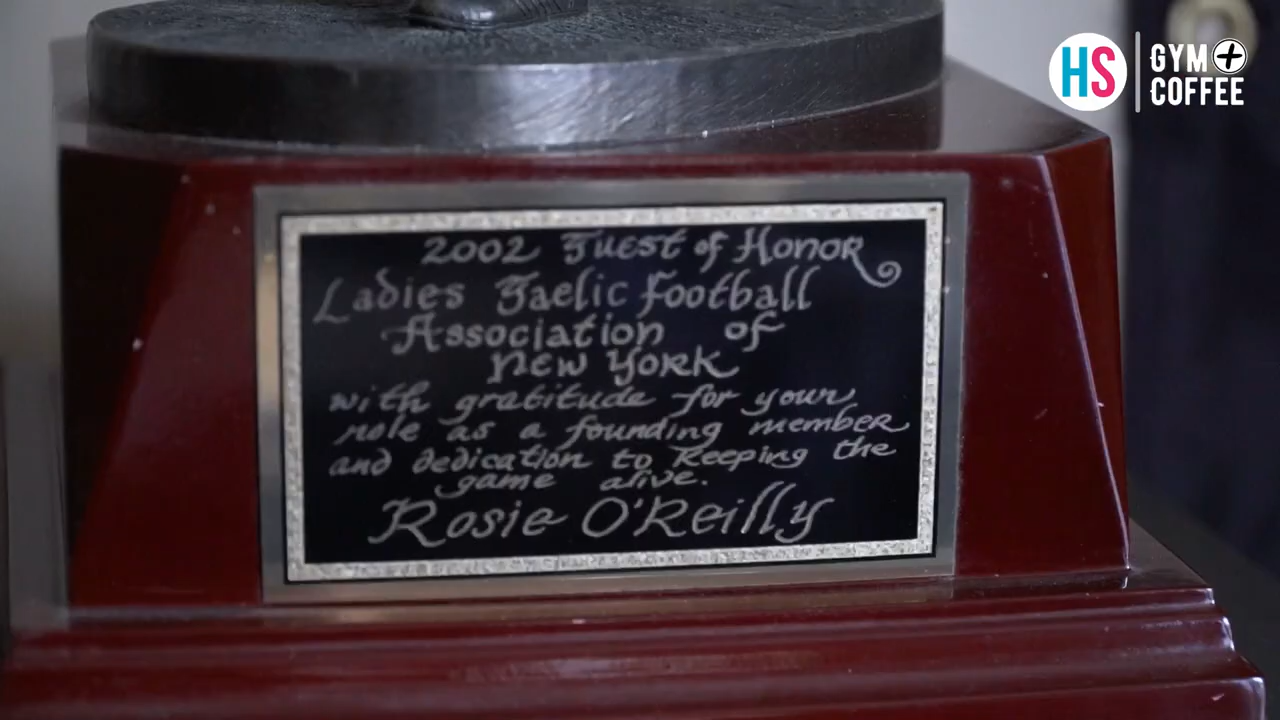 HS
GYM+
COFFEE
2002 Guest of Honor
Ladies Gaelic Football
Association of
New York
with gratitude for your
role as a founding member
and dedication to keeping the
game alive.
Rosie O'Reilly